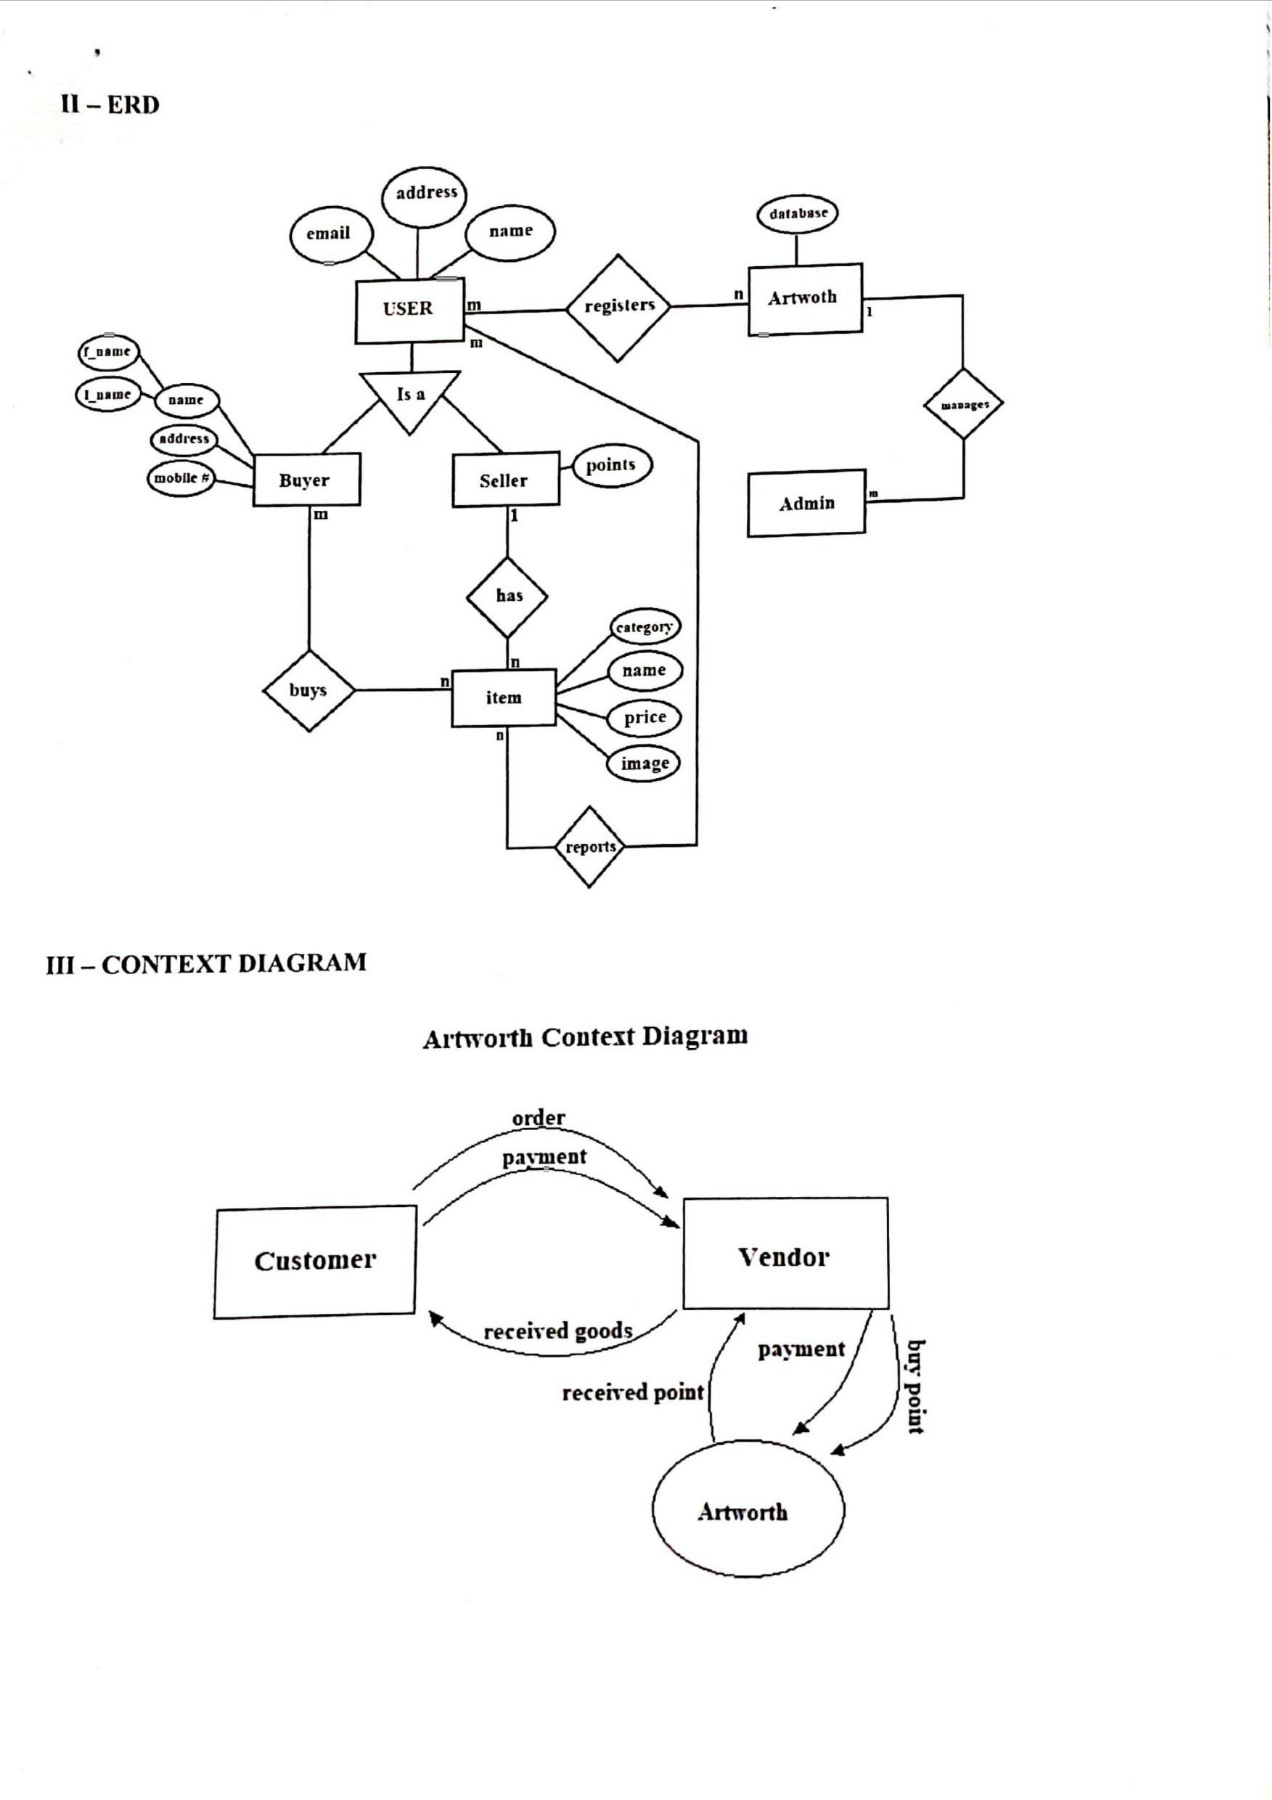 II – ERD
address
email
name
database
USER
m
registers
n
Artwoth
1
m
f_name
l_name
name
address
mobile #
Is a
manages
Buyer
m
Seller
1
points
Admin
m
has
n
category
name
price
image
buys
n
item
n
reports
III – CONTEXT DIAGRAM
Artworth Context Diagram
order
payment
Customer
Vendor
received goods
payment
buy point
received point
Artworth